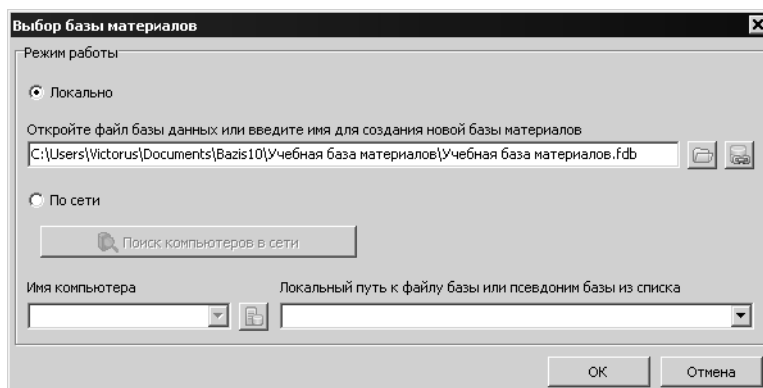 Выбор базы материалов
Режим работы
Локально
Откройте файл базы данных или введите имя для создания новой базы материалов
C:\Users\Victorus\Documents\Bazis10\Учебная база материалов\Учебная база материалов.fdb
По сети
Поиск компьютеров в сети
Имя компьютера Локальный путь к файлу базы или псевдоним базы из списка
OK Отмена